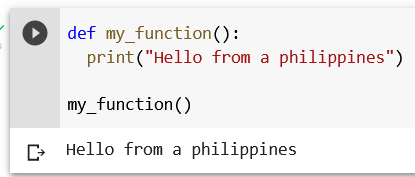 def my_function():
  print("Hello from a philippines")
my_function()
Hello from a philippines